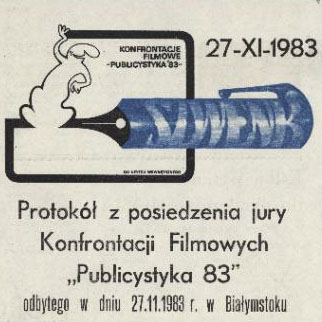 KONFRONTACJE
FILMOWE
-PUBLICYSTYKA'83-
27-XI-1983
SZWENK
Protokół z posiedzenia jury
Konfrontacji Filmowych
„Publicystyka 83”
odbytego w dniu 27.11.1983 r. w Białymstoku